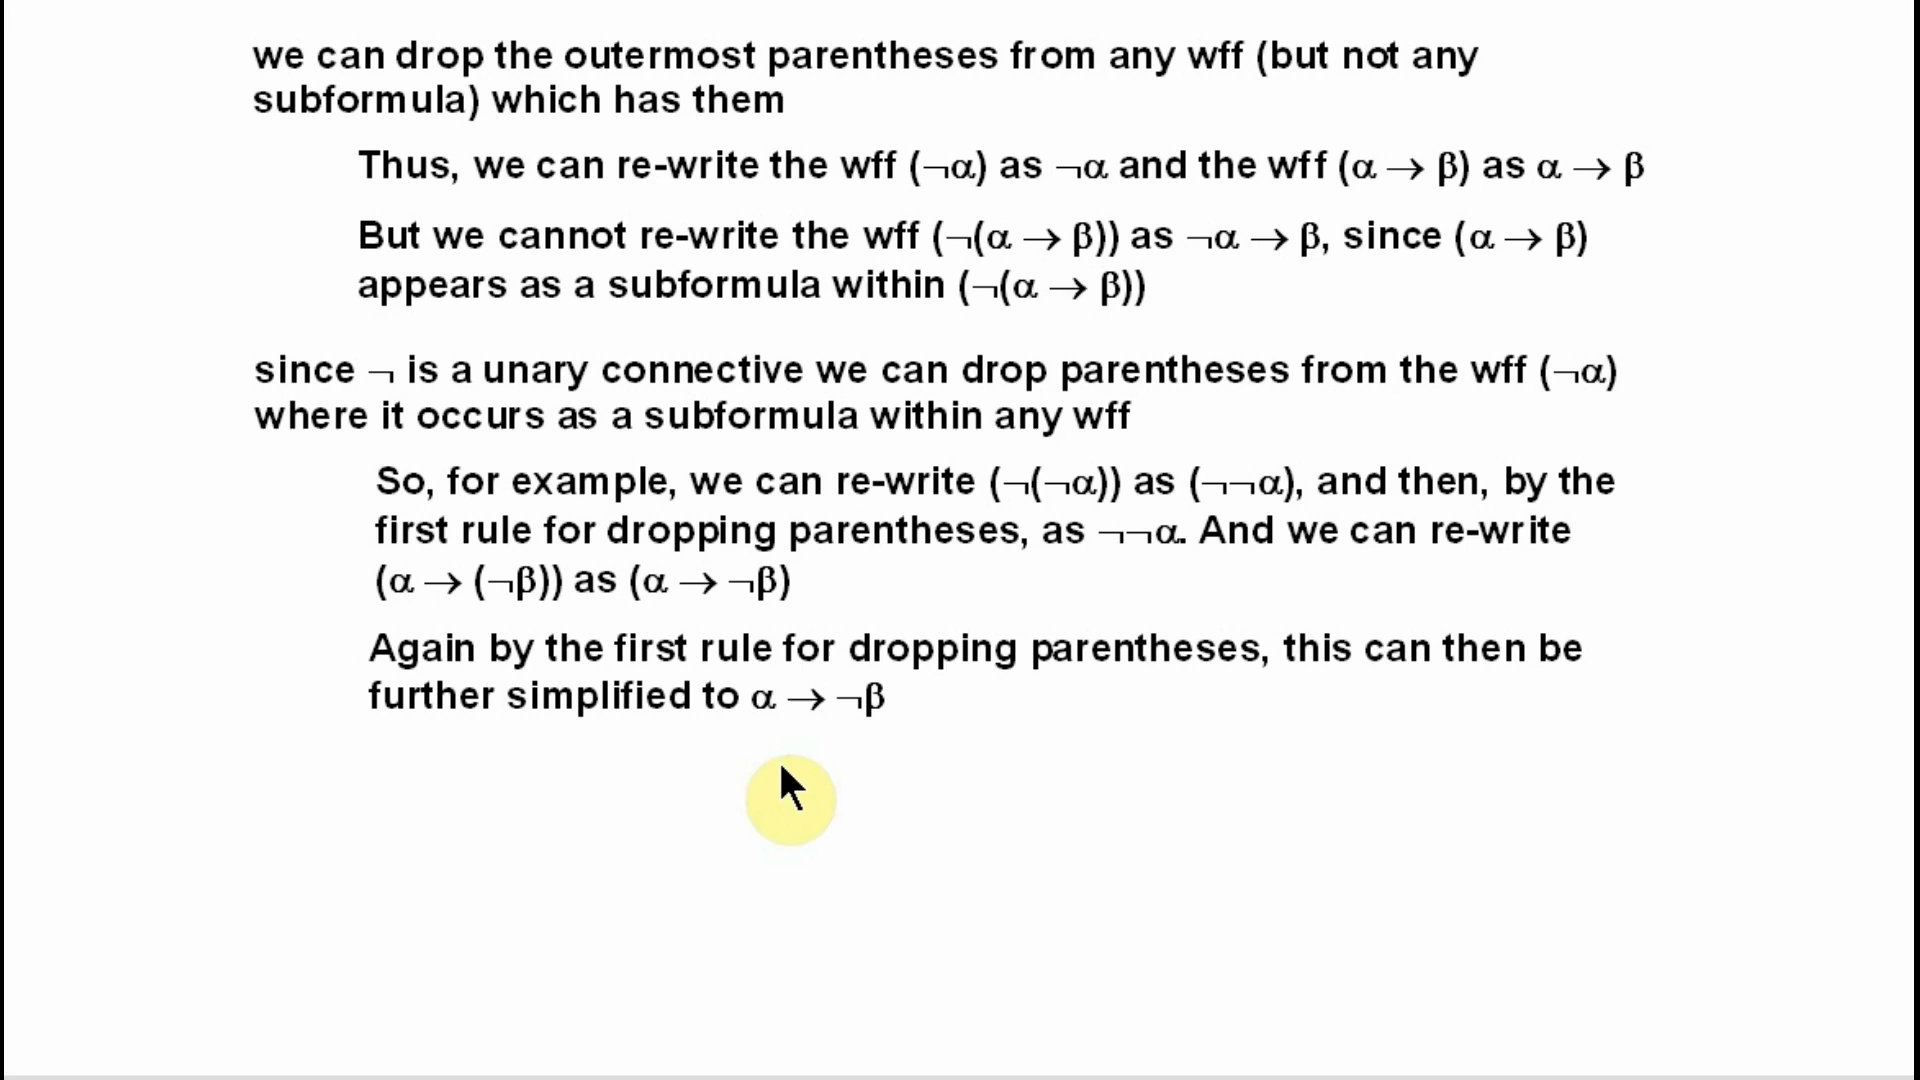 we can drop the outermost parentheses from any wff (but not any
subformula) which has them
Thus, we can re-write the wff (¬α) as ¬α and the wff (α → β) as α → β
But we cannot re-write the wff (¬(α → β)) as ¬α → β, since (α → β)
appears as a subformula within (¬(α → β))
since ¬ is a unary connective we can drop parentheses from the wff (¬α)
where it occurs as a subformula within any wff
So, for example, we can re-write (¬(¬α)) as (¬¬α), and then, by the
first rule for dropping parentheses, as ¬¬α. And we can re-write
(α → (¬β)) as (α → ¬β)
Again by the first rule for dropping parentheses, this can then be
further simplified to α → ¬β